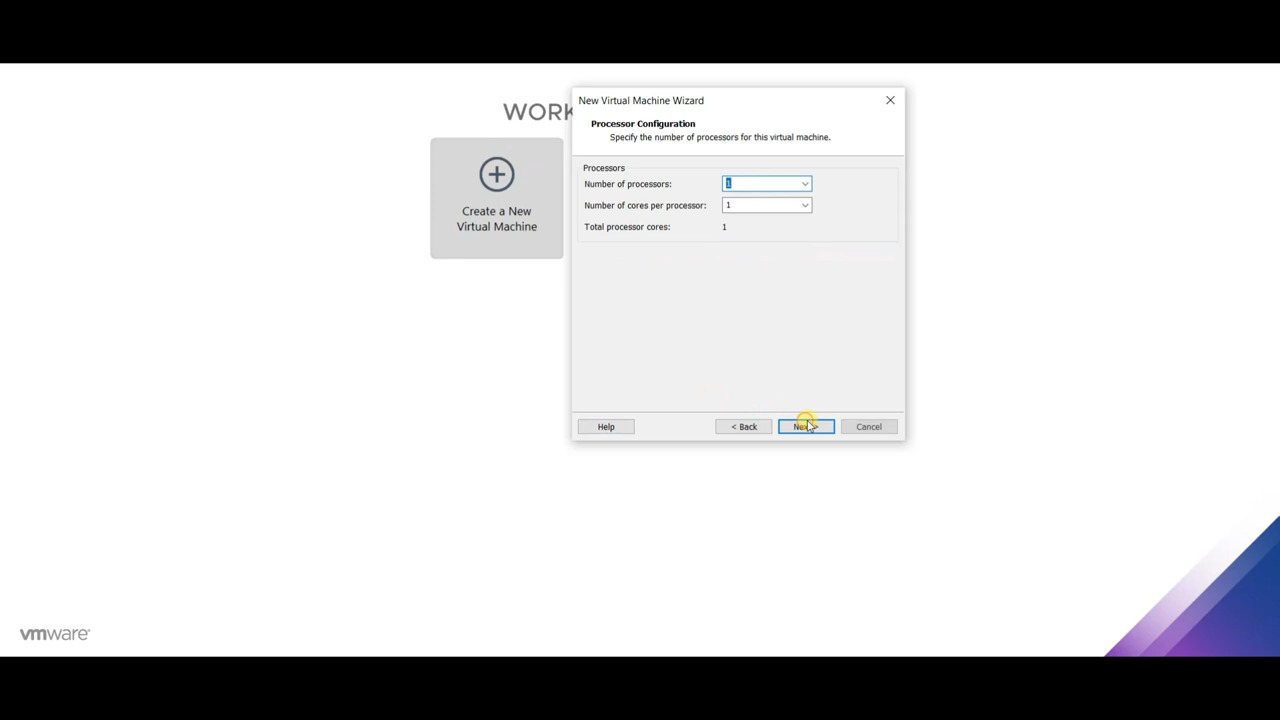 WORK
Create a New
Virtual Machine
New Virtual Machine Wizard
Processor Configuration
Specify the number of processors for this virtual machine.
Processors
Number of processors: 1
Number of cores per processor: 1
Total processor cores: 1
Help < Back Next > Cancel
vmware